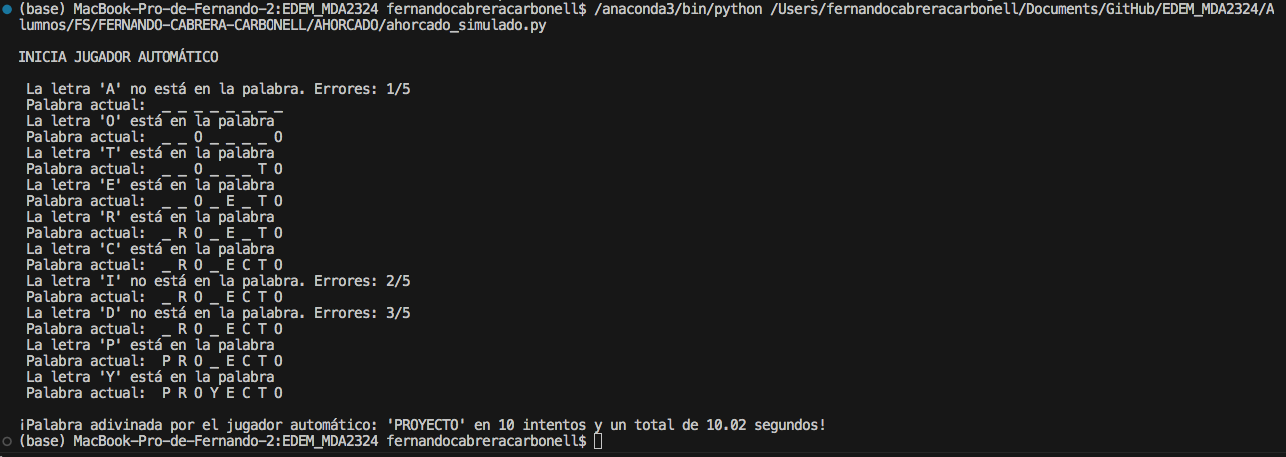 (base) MacBook-Pro-de-Fernando-2:EDEM_MDA2324 fernandocabreracarbonell$ /anaconda3/bin/python /Users/fernandocabreracarbonell/Documents/GitHub/EDEM_MDA2324/A
lumnos/FS/FERNANDO-CABRERA-CARBONELL/AHORCADO/ahorcado_simulado.py
INICIA JUGADOR AUTOMÁTICO
La letra 'A' no está en la palabra. Errores: 1/5
Palabra actual:  _ _ _ _ _ _ _ _
La letra 'O' está en la palabra
Palabra actual:  _ _ O _ _ _ _ O
La letra 'T' está en la palabra
Palabra actual:  _ _ O _ _ _ T O
La letra 'E' está en la palabra
Palabra actual:  _ _ O _ E _ T O
La letra 'R' está en la palabra
Palabra actual:  _ R O _ E _ T O
La letra 'C' está en la palabra
Palabra actual:  _ R O _ E C T O
La letra 'I' no está en la palabra. Errores: 2/5
Palabra actual:  _ R O _ E C T O
La letra 'D' no está en la palabra. Errores: 3/5
Palabra actual:  _ R O _ E C T O
La letra 'P' está en la palabra
Palabra actual:  P R O _ E C T O
La letra 'Y' está en la palabra
Palabra actual:  P R O Y E C T O
¡Palabra adivinada por el jugador automático: 'PROYECTO' en 10 intentos y un total de 10.02 segundos!
(base) MacBook-Pro-de-Fernando-2:EDEM_MDA2324 fernandocabreracarbonell$